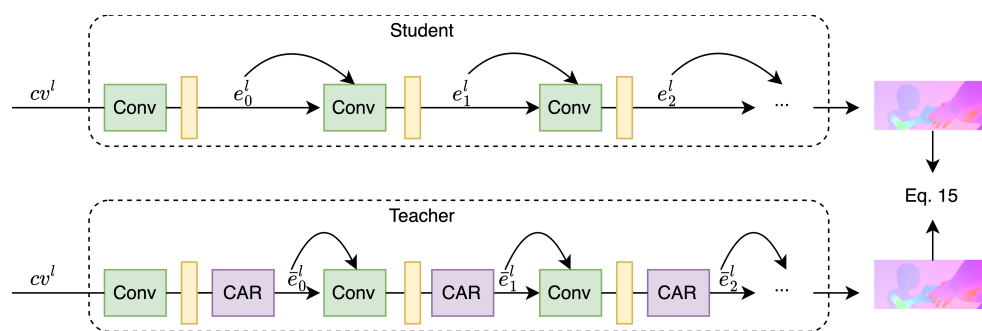 Student
cv^l Conv e_0^l Conv e_1^l Conv e_2^l ...
Eq. 15
Teacher
cv^l Conv CAR ē_0^l Conv CAR ē_1^l Conv CAR ē_2^l ...